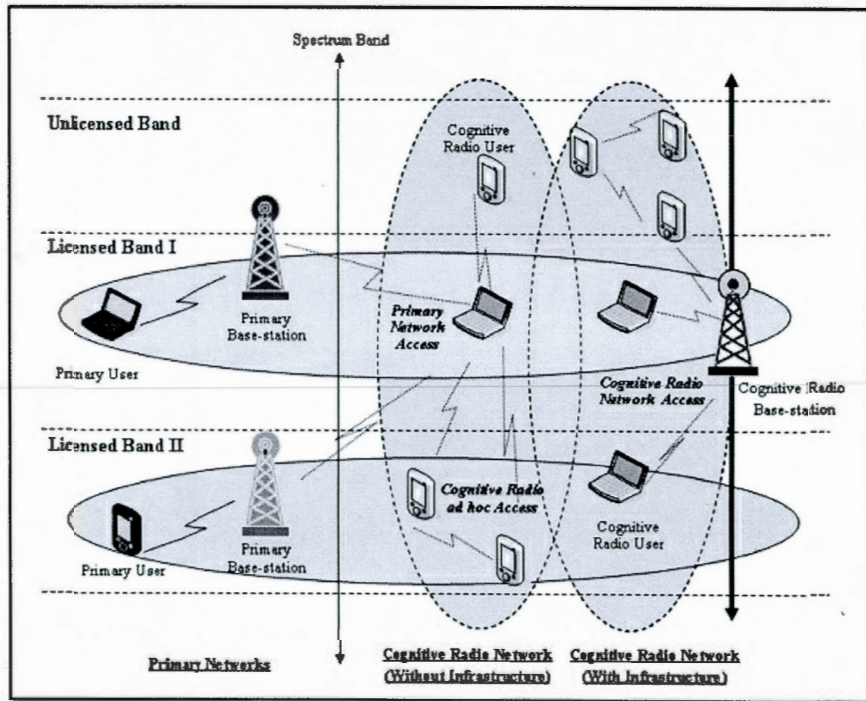 Spectrum Band
Unlicensed Band
Cognitive
Radio User
Licensed Band I
Primary
Base-station
Primary User
Primary
Network
Access
Cognitive Radio
Network Access
Cognitive Radio
Base-station
Licensed Band II
Primary
Base-station
Primary User
Cognitive Radio
ad hoc Access
Cognitive
Radio User
Primary Networks
Cognitive Radio Network
(Without Infrastructure)
Cognitive Radio Network
(With Infrastructure)